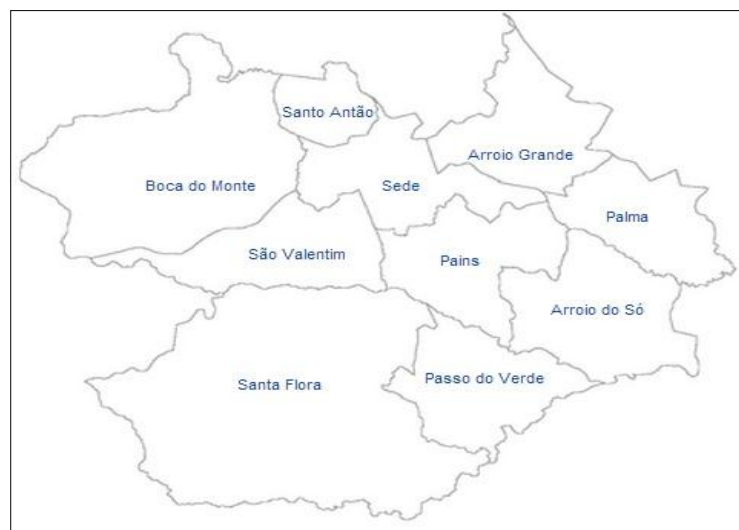 Santo Antão
Arroio Grande
Boca do Monte
Sede
Palma
São Valentim
Pains
Arroio do Só
Santa Flora
Passo do Verde